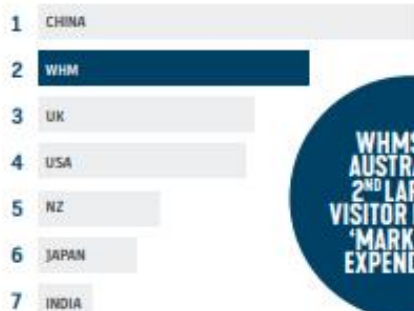 1 CHINA
2 WHM
3 UK
4 USA
5 NZ
6 JAPAN
7 INDIA
WHMS
AUSTRA
2ND LAR
VISITOR
'MARK
EXPEND